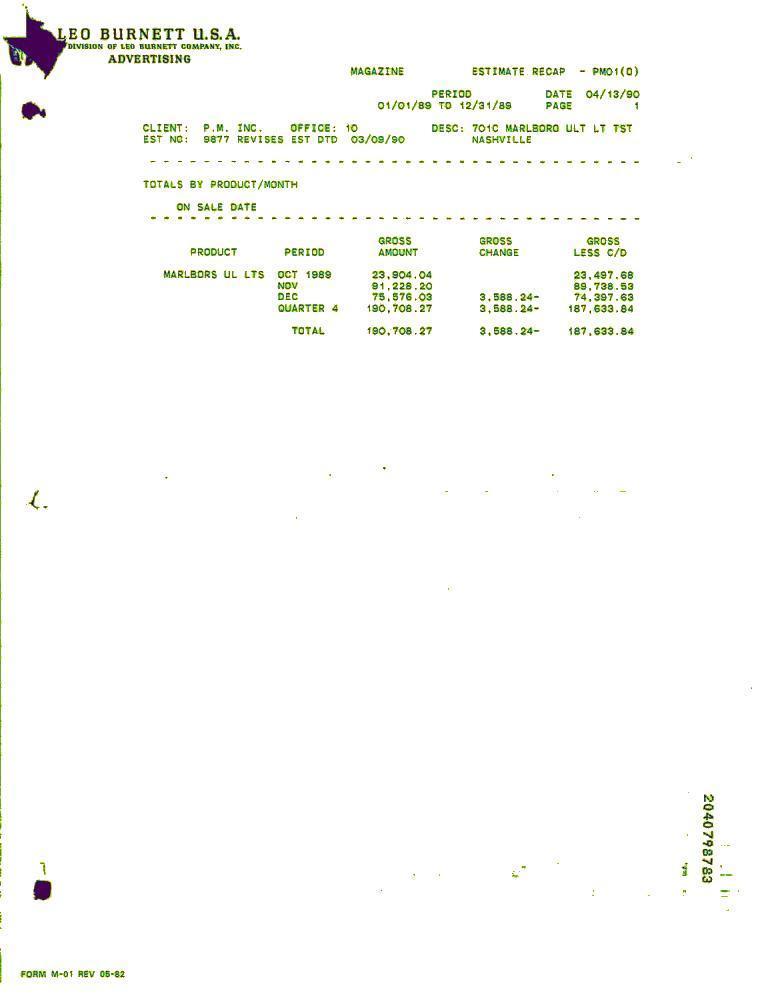 LEO BURNETT U.S.A.
DIVISION OF LEO BURNETT COMPANY, INC.
ADVERTISING
MAGAZINE ESTIMATE RECAP - PM01(0)
PERIOD DATE 04/13/90
01/01/89 TO 12/31/89 PAGE 1
CLIENT: P.M. INC. OFFICE: 10 DESC: 701C MARLBORO ULT LT TST
EST NO: 9877 REVISES EST DTD 03/09/90 NASHVILLE
TOTALS BY PRODUCT/MONTH
ON SALE DATE
GROSS GROSS GROSS
PRODUCT PERIOD AMOUNT CHANGE LESS C/D
MARLBORS UL LTS OCT 1989 23,904.04 23,497.68
NOV 91,228.20 89,738.53
DEC 75,576.03 3,588.24- 74,397.63
QUARTER 4 190,708.27 3,588.24- 187,633.84
TOTAL 190,708.27 3,588.24- 187,633.84
2040798783
FORM M-01 REV 05-82